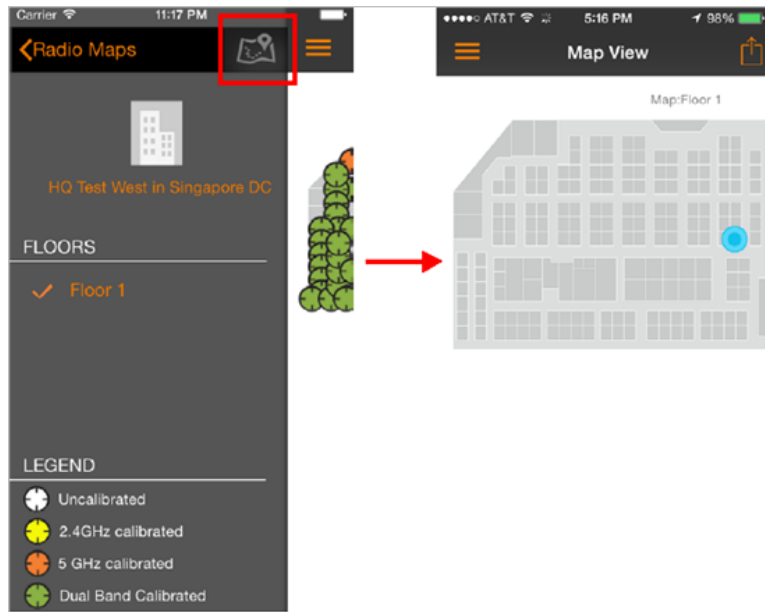 Carrier 11:17 PM
Radio Maps
HQ Test West in Singapore DC
FLOORS
Floor 1
LEGEND
Uncalibrated
2.4GHz calibrated
5 GHz calibrated
Dual Band Calibrated
AT&T 5:16 PM 98%
Map View
Map:Floor 1